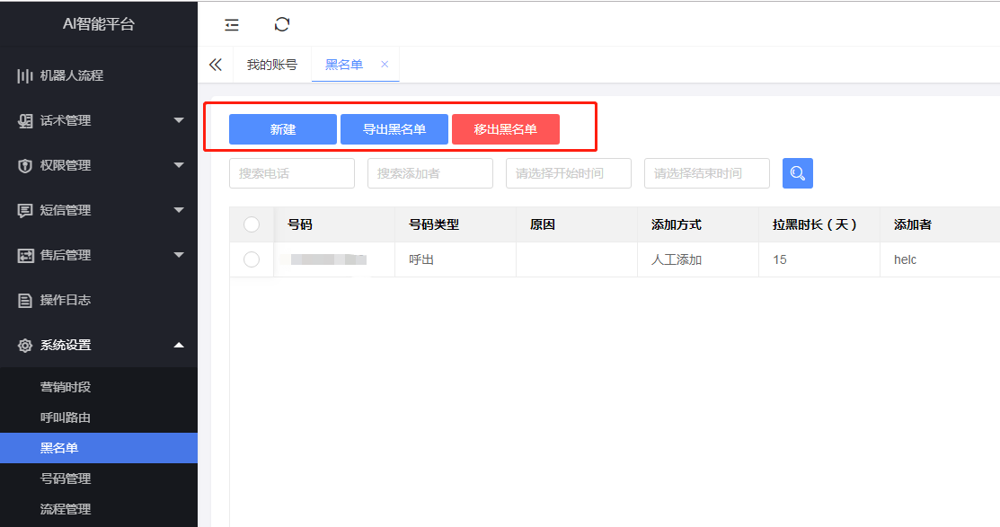 AI智能平台
机器人流程
话术管理
权限管理
短信管理
售后管理
操作日志
系统设置
营销时段
呼叫路由
黑名单
号码管理
流程管理
我的账号 黑名单 ×
新建 导出黑名单 移出黑名单
搜索电话 搜索添加者 请选择开始时间 请选择结束时间
号码 号码类型 原因 添加方式 拉黑时长（天） 添加者
呼出 人工添加 15 helc